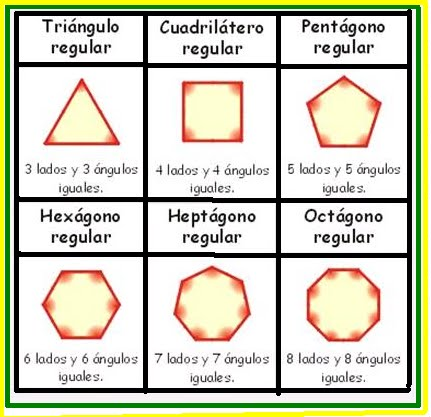 Triángulo
regular
Cuadrilátero
regular
Pentágono
regular
3 lados y 3 ángulos
iguales.
4 lados y 4 ángulos
iguales.
5 lados y 5 ángulos
iguales.
Hexágono
regular
Heptágono
regular
Octágono
regular
6 lados y 6 ángulos
iguales.
7 lados y 7 ángulos
iguales.
8 lados y 8 ángulos
iguales.